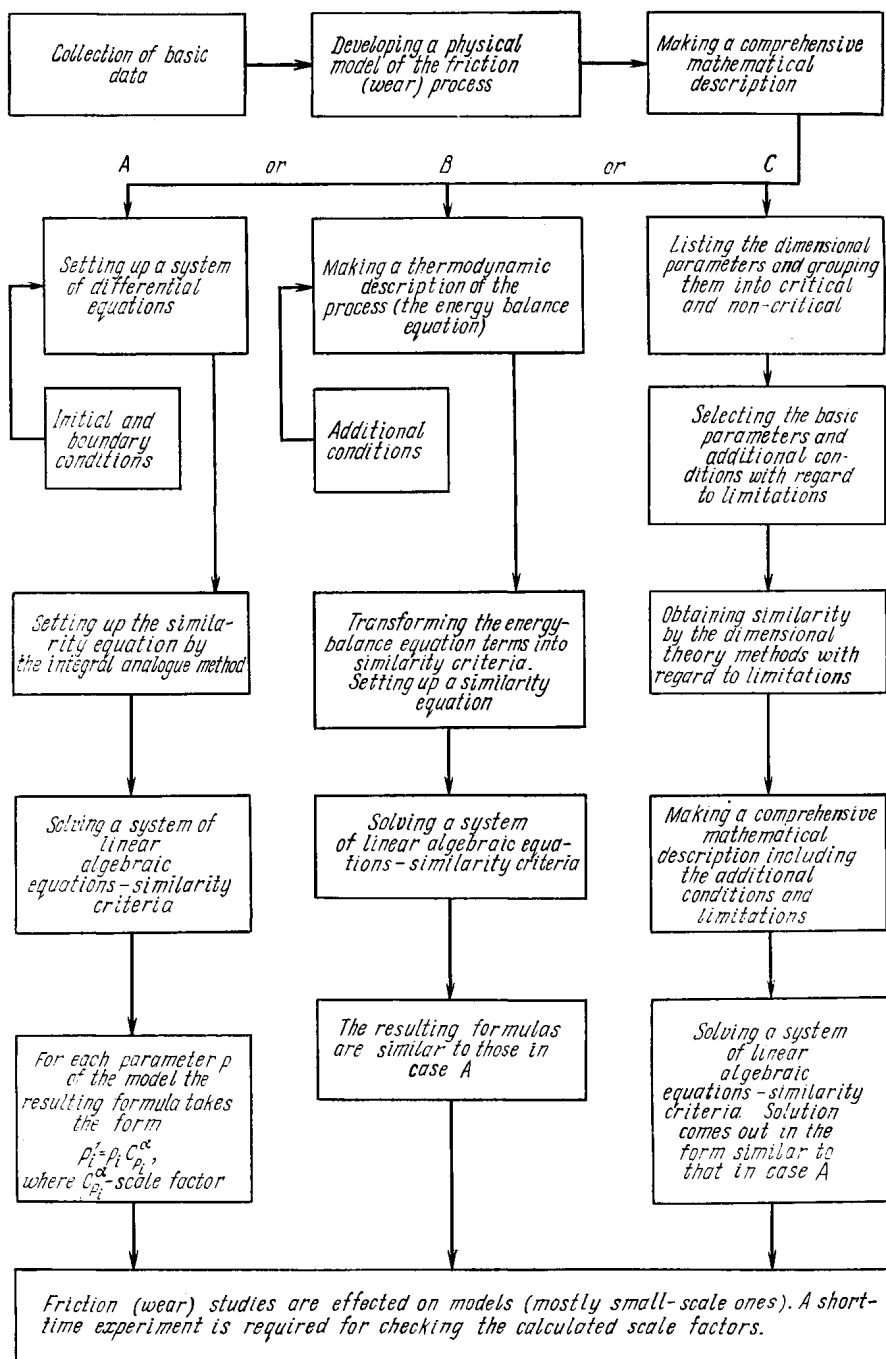 Collection of basic
data
Developing a physical
model of the friction
(wear) process
Making a comprehensive
mathematical
description
A or B or C
Setting up a system
of differential
equations
Initial and
boundary
conditions
Setting up the simila-
rity equation by
the integral analogue method
Solving a system of
linear
algebraic
equations–similarity
criteria
For each parameter p
of the model the
resulting formula takes
the form
p'ᵢ=pᵢ C^α_pᵢ,
where C^α_pᵢ–scale factor
Making a thermodynamic
description of the
process (the energy balance
equation)
Additional
conditions
Transforming the energy-
balance equation terms into
similarity criteria.
Setting up a similarity
equation
Solving a system
of linear algebraic equa-
tions–similarity criteria
The resulting formulas
are similar to those in
case A
Listing the dimensional
parameters and grouping
them into critical
and non-critical
Selecting the basic
parameters and
additional con-
ditions with regard
to limitations
Obtaining similarity
by the dimensional
theory methods with
regard to limitations
Making a comprehensive
mathematical
description including
the additional
conditions and
limitations
Solving a system
of linear
algebraic
equations–similarity
criteria. Solution
comes out in the
form similar to
that in case A
Friction (wear) studies are effected on models (mostly small-scale ones). A short-
time experiment is required for checking the calculated scale factors.